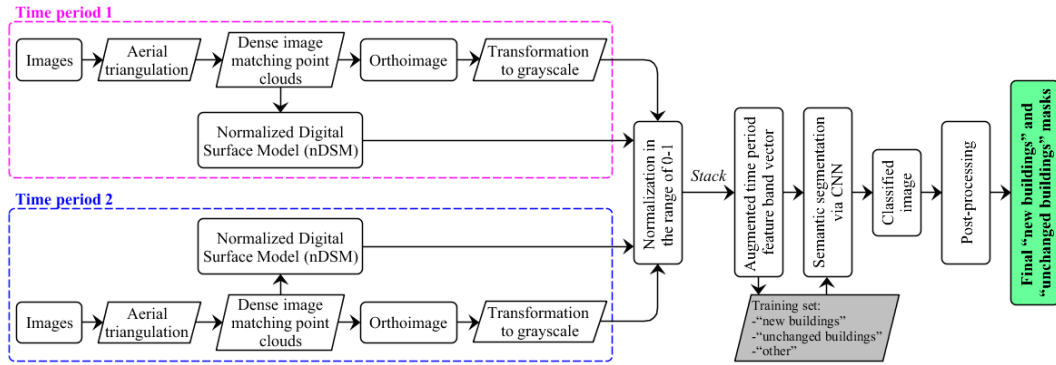 Time period 1
Images
Aerial
triangulation
Dense image
matching point
clouds
Orthoimage
Transformation
to grayscale
Normalized Digital
Surface Model (nDSM)
Time period 2
Normalized Digital
Surface Model (nDSM)
Images
Aerial
triangulation
Dense image
matching point
clouds
Orthoimage
Transformation
to grayscale
Normalization in
the range of 0-1
Stack
Augmented time period
feature band vector
Semantic segmentation
via CNN
Training set:
-“new buildings”
-“unchanged buildings”
-“other”
Classified
image
Post-processing
Final “new buildings” and
“unchanged buildings” masks